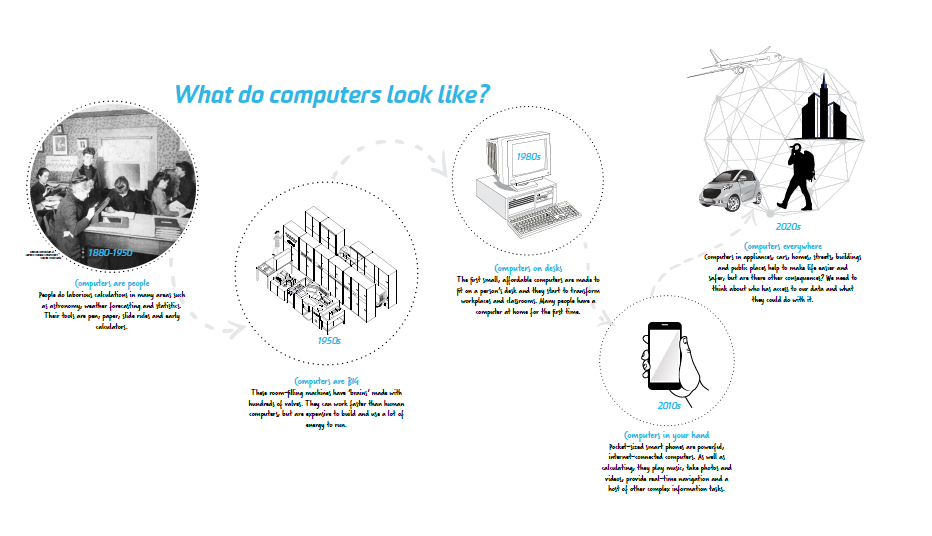 What do computers look like?
1880-1950
Computers are people
People do laborious calculations in many areas such
as astronomy, weather forecasting and statistics.
Their tools are pen, paper, slide rules and early
calculators.
1950s
Computers are BIG
These room-filling machines have 'brains' made with
hundreds of valves. They can work faster than human
computers, but are expensive to build and use a lot of
energy to run.
1980s
Computers on desks
The first small, affordable computers are made to
fit on a person's desk and they start to transform
workplaces and classrooms. Many people have a
computer at home for the first time.
2010s
Computers in your hand
Pocket-sized smart phones are powerful,
internet-connected computers. As well as
calculating, they play music, take photos and
videos, provide real-time navigation and a
host of other complex information tasks.
2020s
Computers everywhere
Computers in appliances, cars, homes, streets, buildings
and public places help to make life easier and
safer, but are there other consequences? We need to
think about who has access to our data and what
they could do with it.